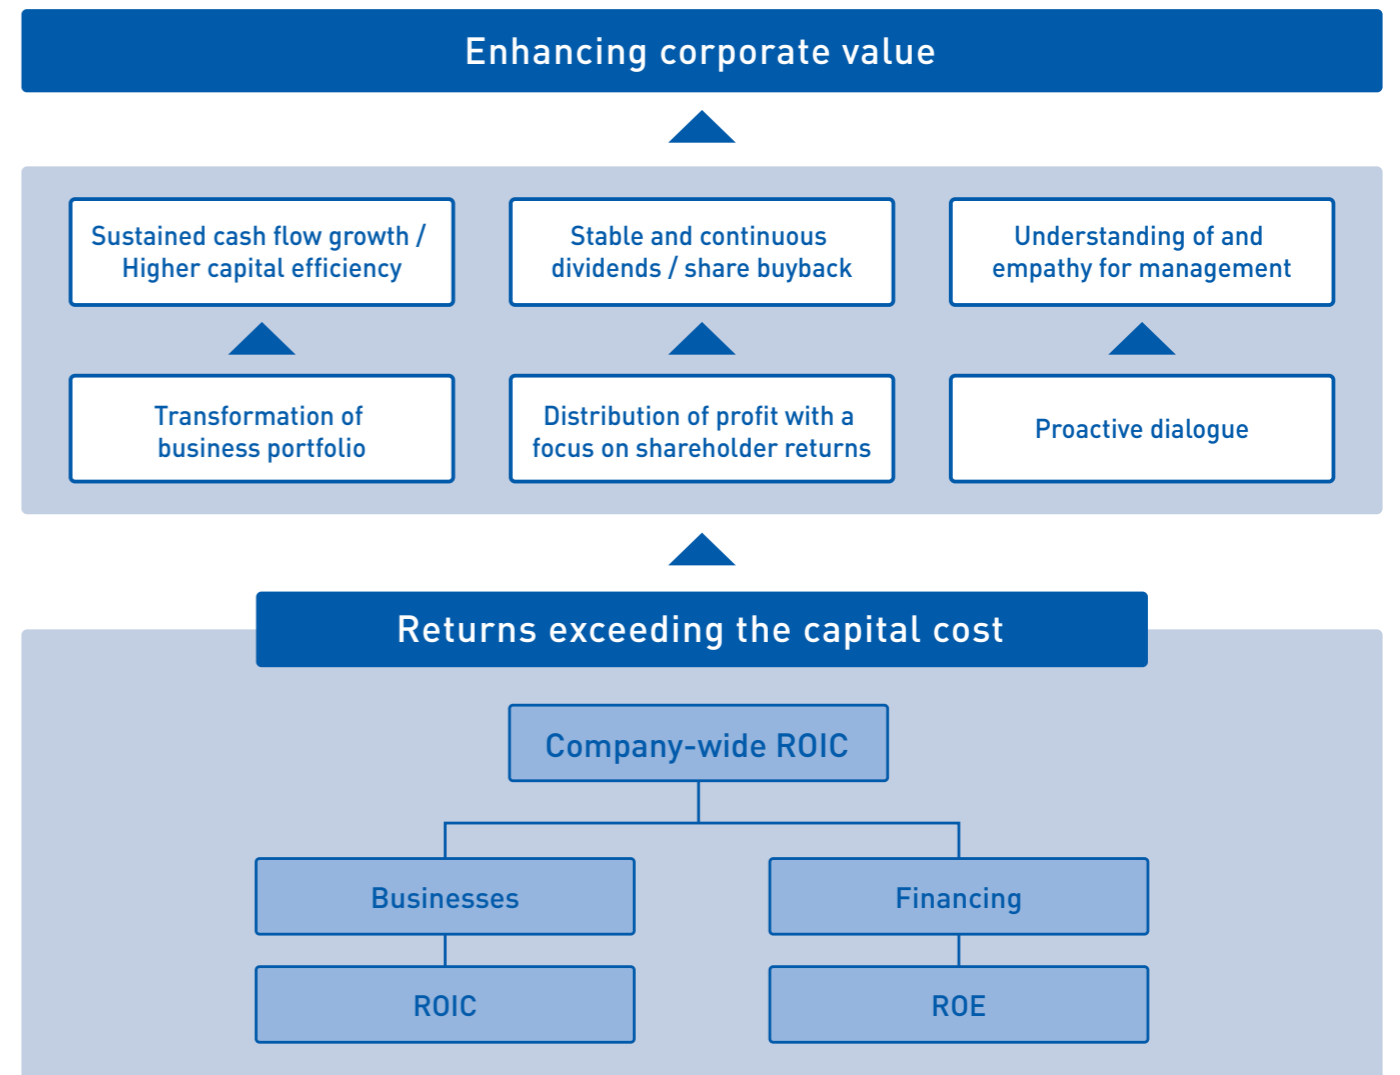 Enhancing corporate value
Sustained cash flow growth /
Higher capital efficiency
Stable and continuous
dividends / share buyback
Understanding of and
empathy for management
Transformation of
business portfolio
Distribution of profit with a
focus on shareholder returns
Proactive dialogue
Returns exceeding the capital cost
Company-wide ROIC
Businesses
Financing
ROIC
ROE